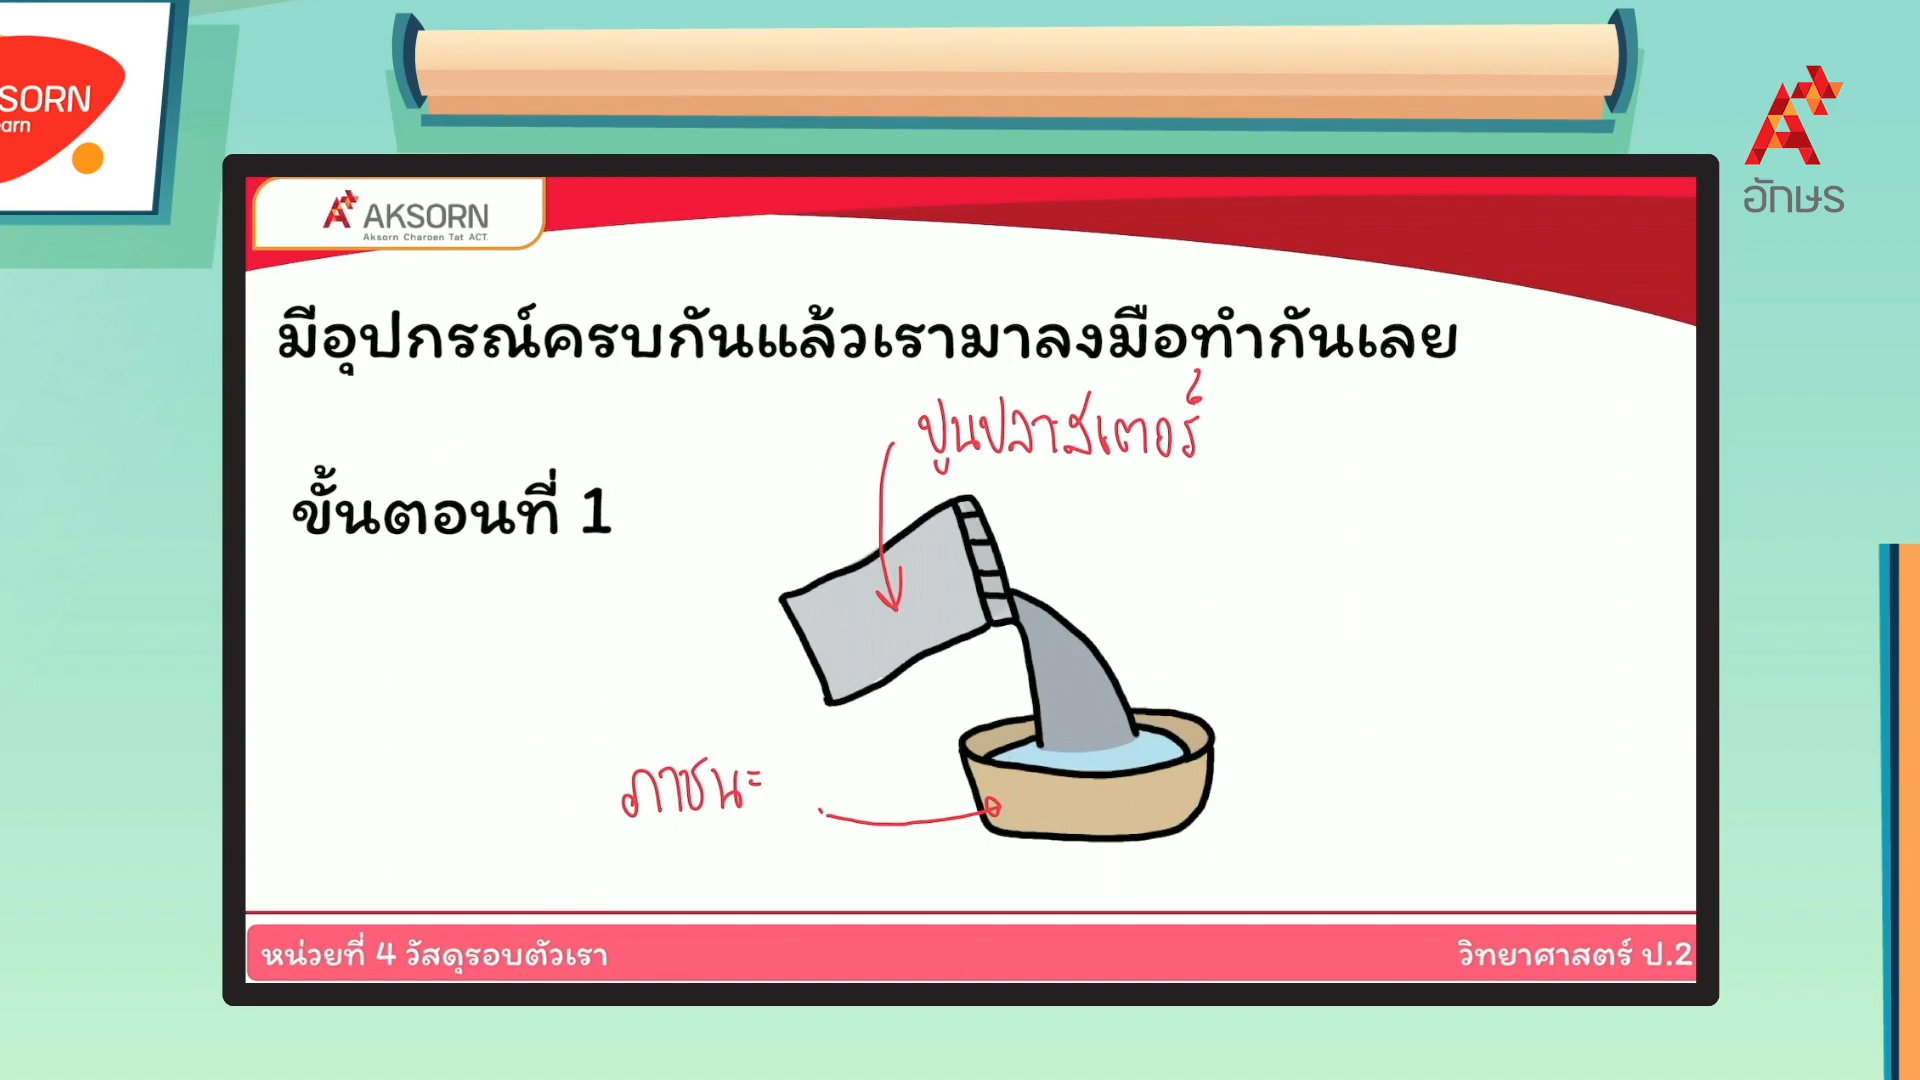 SORN
arn
อักษร
AKSORN
Aksorn Charoen Tat ACT.
มีอุปกรณ์ครบกันแล้วเรามาลงมือทำกันเลย
ปูนปลาสเตอร์
ขั้นตอนที่ 1
ภาชนะ
หน่วยที่ 4 วัสดุรอบตัวเรา
วิทยาศาสตร์ ป.2